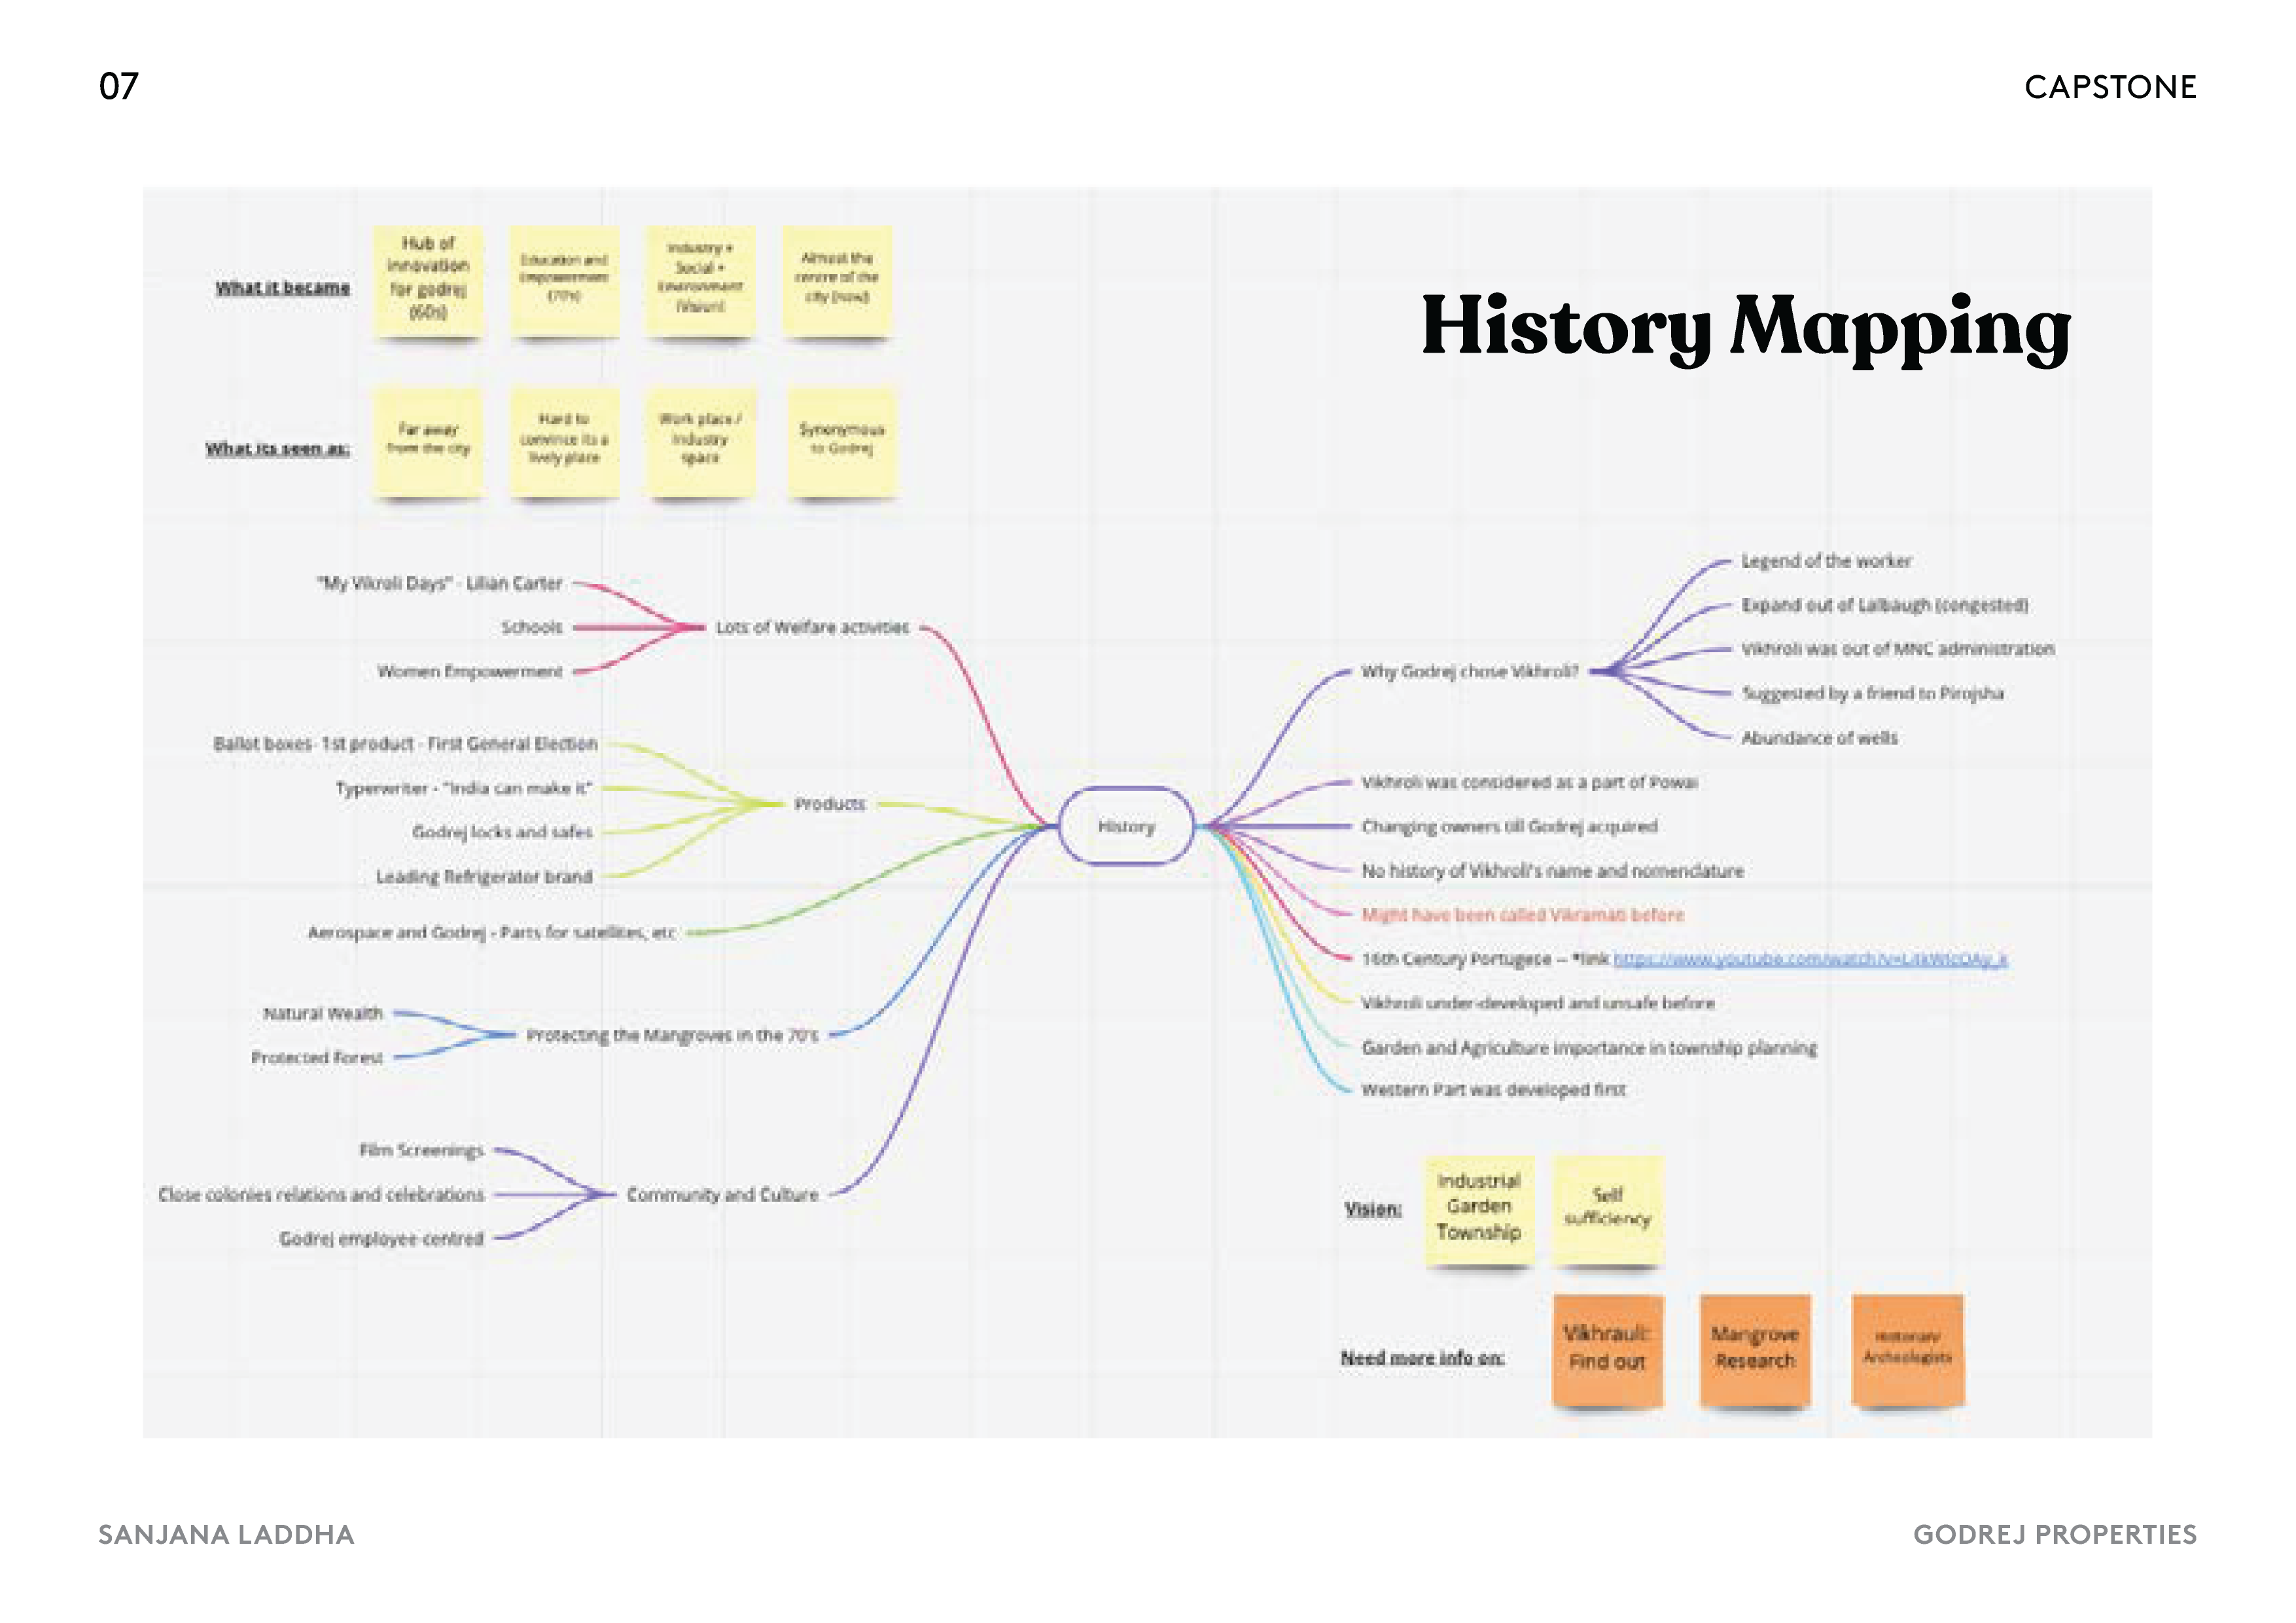 07
CAPSTONE
History Mapping
What it became
Hub of
innovation
for godrej
(60s)
Education and
Empowerment
(70's)
Industry +
Social +
Environment
(Vision)
Almost the
centre of the
city (now)
What its seen as:
Far away
from the city
Hard to
convince its a
lively place
Work place /
Industry
space
Synonymous
to Godrej
"My Vikroli Days" - Lilian Carter
Schools
Women Empowerment
Lots of Welfare activities
Ballot boxes- 1st product - First General Election
Typerwriter - "India can make it"
Godrej locks and safes
Leading Refrigerator brand
Products
Aerospace and Godrej - Parts for satellites, etc
Natural Wealth
Protected Forest
Protecting the Mangroves in the 70's
Film Screenings
Close colonies relations and celebrations
Godrej employee-centred
Community and Culture
History
Why Godrej chose Vikhroli?
Legend of the worker
Expand out of Lalbaugh (congested)
Vikhroli was out of MNC administration
Suggested by a friend to Pirojsha
Abundance of wells
Vikhroli was considered as a part of Powai
Changing owners till Godrej acquired
No history of Vikhroli's name and nomenclature
Might have been called Vikramati before
16th Century Portugese -- *link
Vikhroli under-developed and unsafe before
Garden and Agriculture importance in township planning
Western Part was developed first
Vision:
Industrial
Garden
Township
Self
sufficiency
Need more info on:
Vikhrauli:
Find out
Mangrove
Research
Archeologists
SANJANA LADDHA
GODREJ PROPERTIES